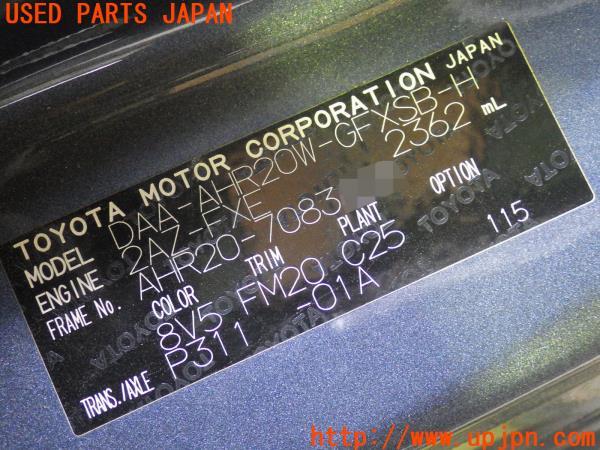 USED PARTS JAPAN
TOYOTA MOTOR CORPORATION JAPAN
MODEL DAA-AHR20W-GFXSB-H
ENGINE 2AZ-FXE 2362 mL
FRAME No. AHR20-7083
COLOR TRIM PLANT OPTION
8V5 FM20 C25 115
TRANS./AXLE P311 -01A
http://www.upjpn.com/